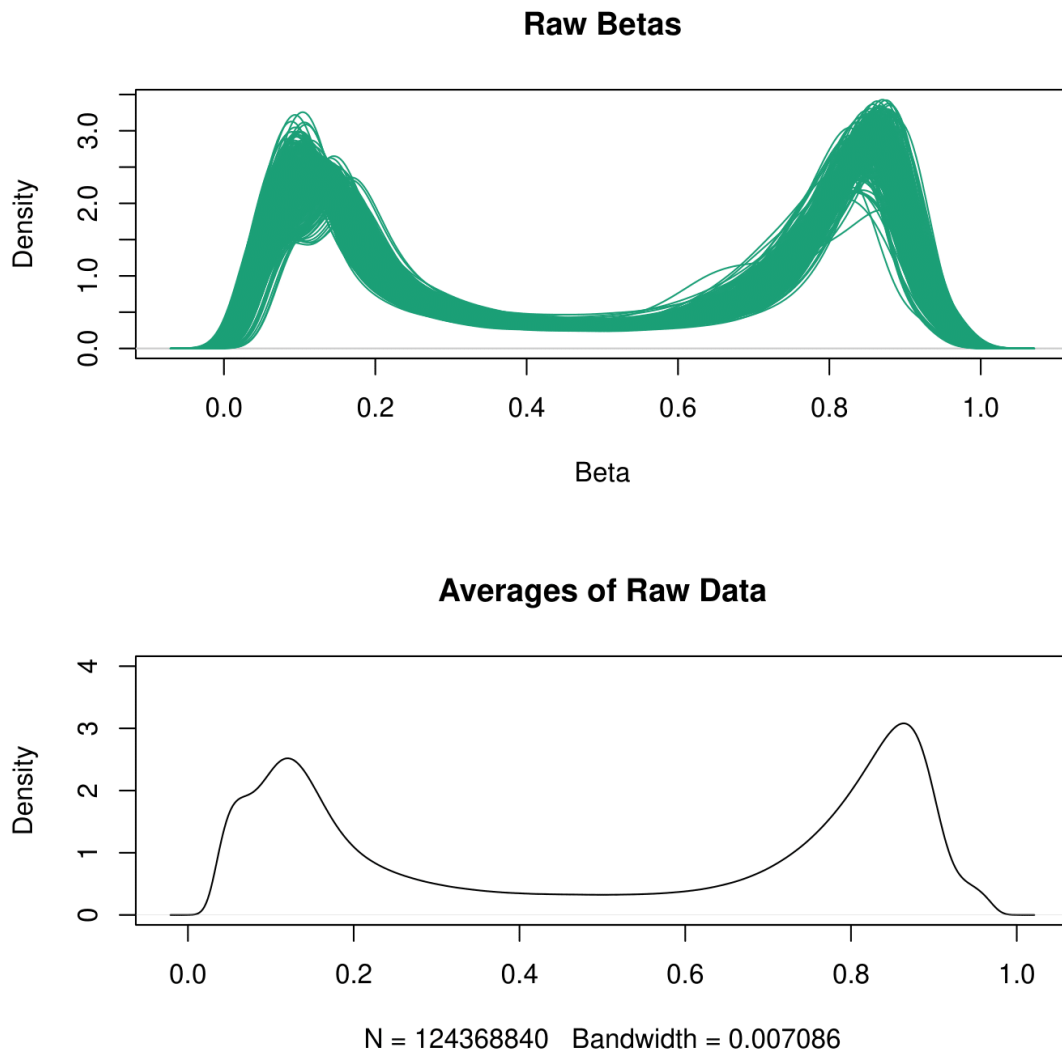 Raw Betas
Density
0.0 1.0 2.0 3.0
0.0 0.2 0.4 0.6 0.8 1.0
Beta
Averages of Raw Data
Density
0 1 2 3 4
0.0 0.2 0.4 0.6 0.8 1.0
N = 124368840 Bandwidth = 0.007086